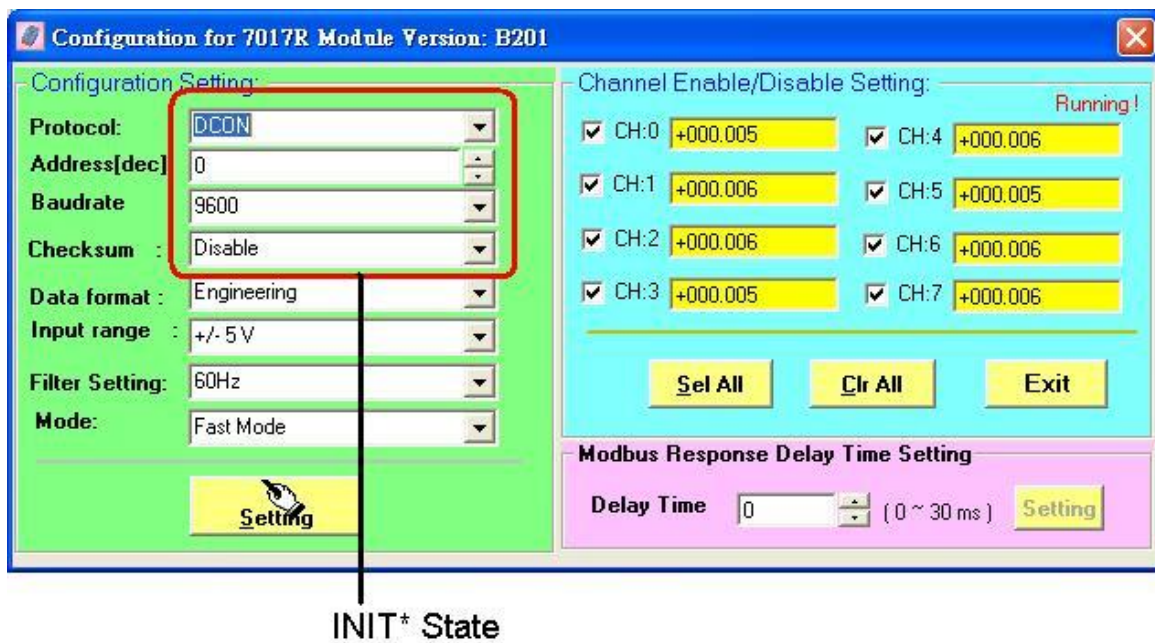 Configuration for 7017R Module Version: B201
Configuration Setting:
Protocol: DCON
Address[dec] 0
Baudrate 9600
Checksum : Disable
Data format : Engineering
Input range : +/- 5 V
Filter Setting: 60Hz
Mode: Fast Mode
Setting
Channel Enable/Disable Setting:
Running !
CH:0 +000.005 CH:4 +000.006
CH:1 +000.006 CH:5 +000.005
CH:2 +000.006 CH:6 +000.006
CH:3 +000.005 CH:7 +000.006
Sel All Clr All Exit
Modbus Response Delay Time Setting
Delay Time 0 ( 0 ~ 30 ms ) Setting
INIT* State